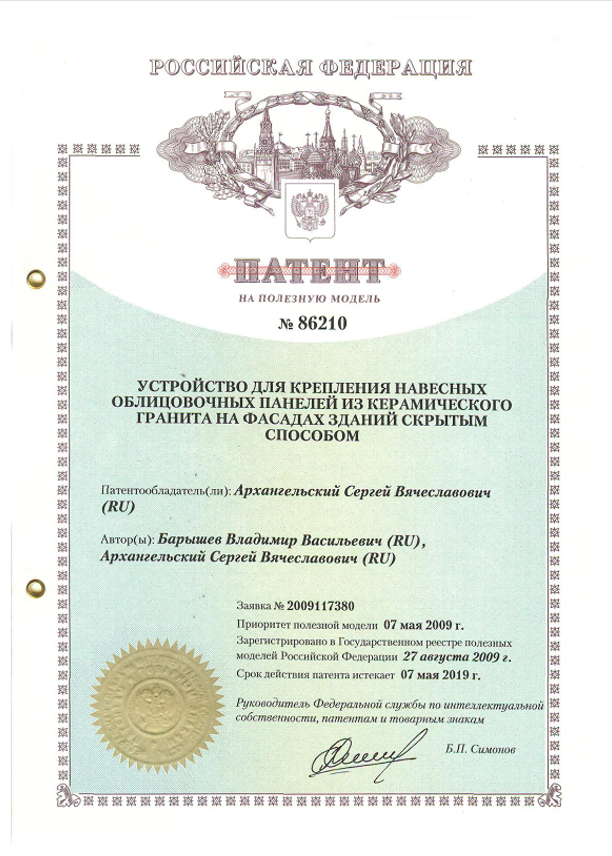 РОССИЙСКАЯ ФЕДЕРАЦИЯ
ПАТЕНТ
НА ПОЛЕЗНУЮ МОДЕЛЬ
№ 86210
УСТРОЙСТВО ДЛЯ КРЕПЛЕНИЯ НАВЕСНЫХ
ОБЛИЦОВОЧНЫХ ПАНЕЛЕЙ ИЗ КЕРАМИЧЕСКОГО
ГРАНИТА НА ФАСАДАХ ЗДАНИЙ СКРЫТЫМ
СПОСОБОМ
Патентообладатель(ли): Архангельский Сергей Вячеславович
(RU)
Автор(ы): Барышев Владимир Васильевич (RU),
Архангельский Сергей Вячеславович (RU)
Заявка № 2009117380
Приоритет полезной модели 07 мая 2009 г.
Зарегистрировано в Государственном реестре полезных
моделей Российской Федерации 27 августа 2009 г.
Срок действия патента истекает 07 мая 2019 г.
Руководитель Федеральной службы по интеллектуальной
собственности, патентам и товарным знакам
Б.П. Симонов